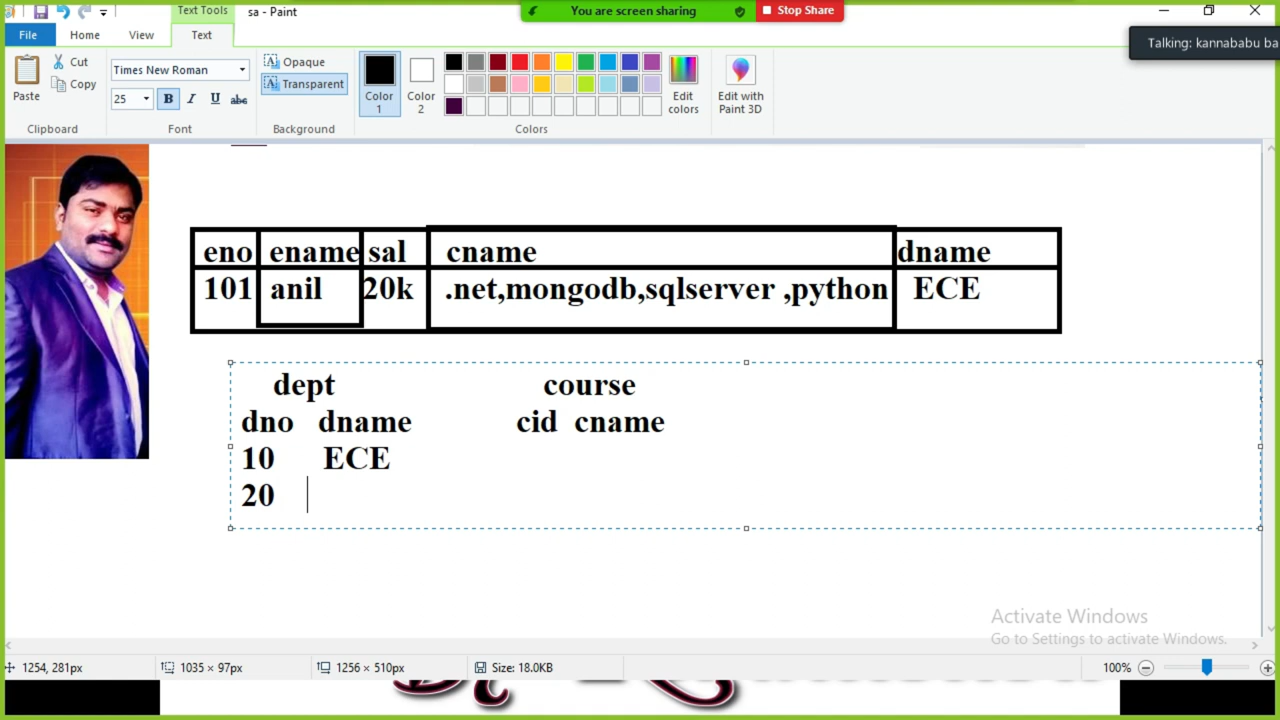 Text Tools sa - Paint You are screen sharing Stop Share
File Home View Text
Talking: kannababu ba
Paste Cut Copy Times New Roman Opaque Transparent
25 B I U abc Color 1 Color 2 Edit colors Edit with Paint 3D
Clipboard Font Background Colors
eno ename sal cname dname
101 anil 20k .net,mongodb,sqlserver ,python ECE
dept course
dno dname cid cname
10 ECE
20
Activate Windows
Go to Settings to activate Windows.
1254, 281px 1035 × 97px 1256 × 510px Size: 18.0KB 100%